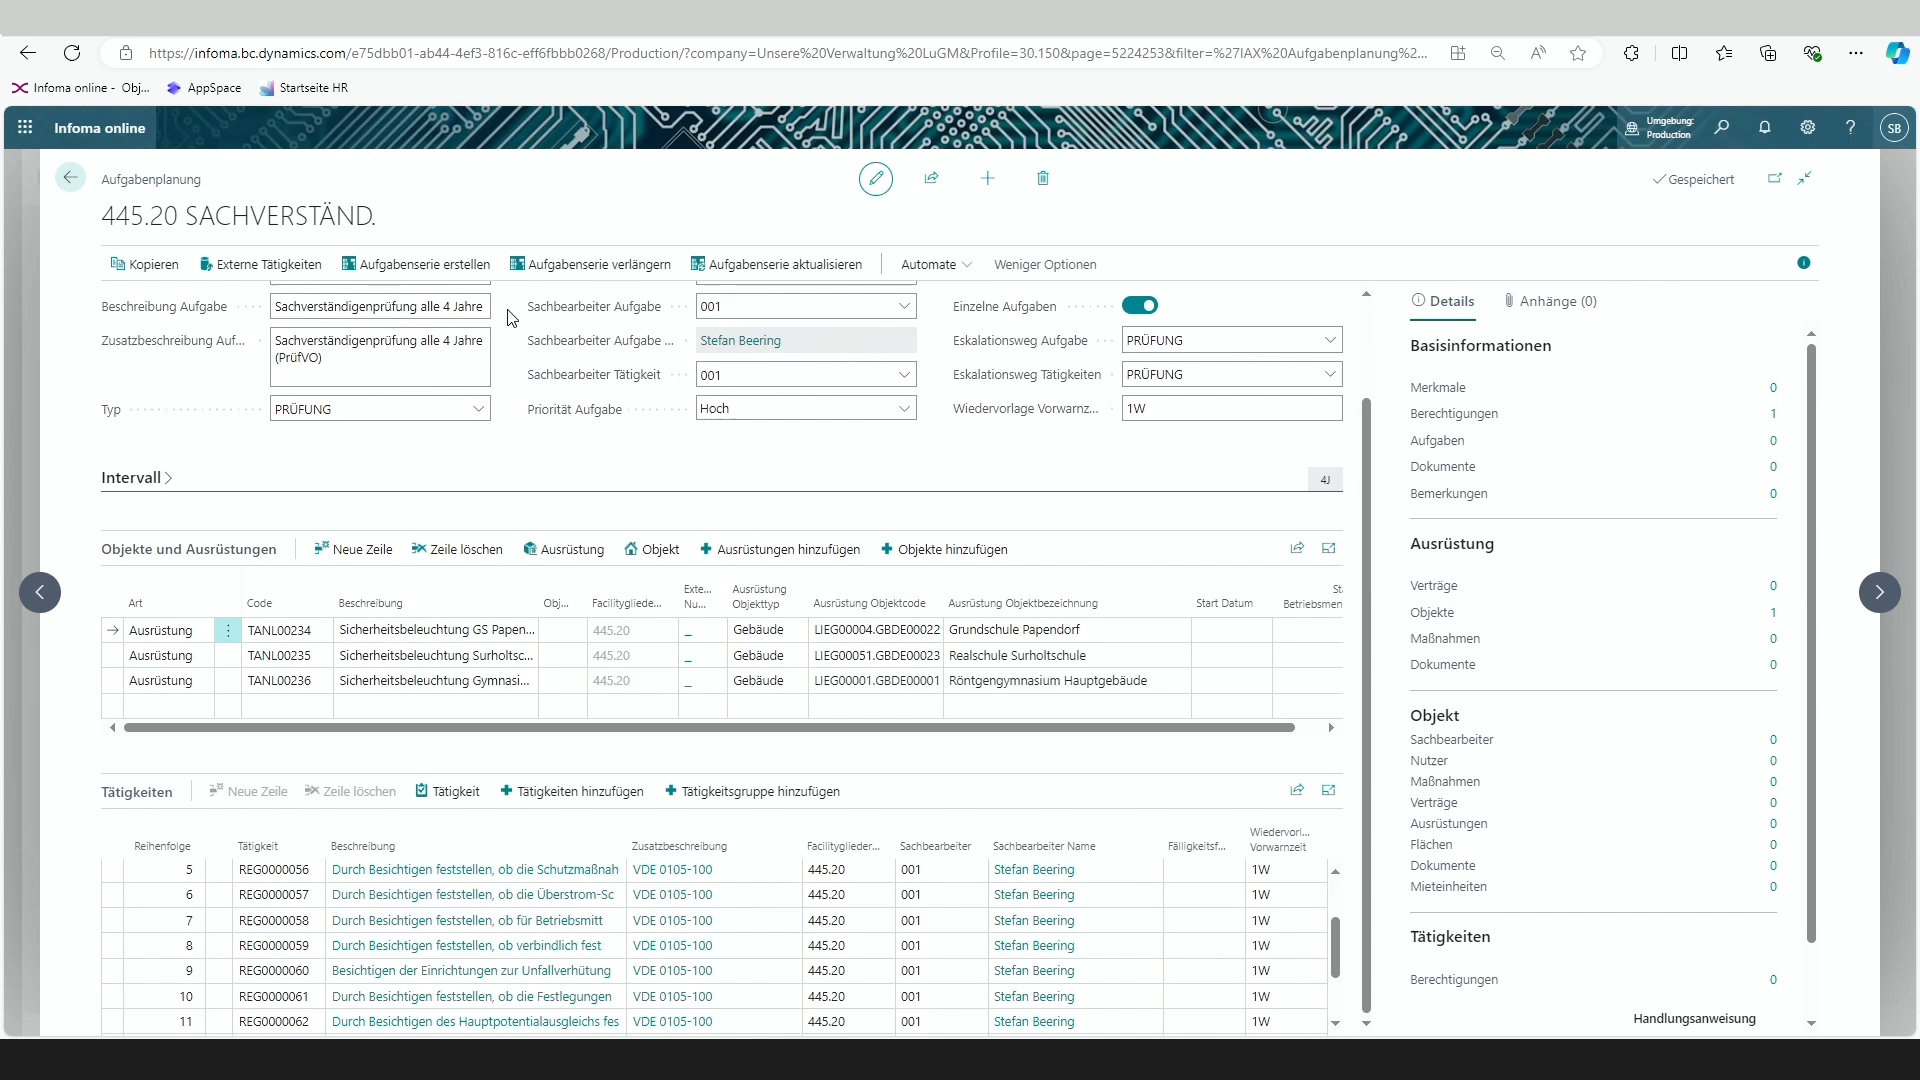 https://infoma.bc.dynamics.com/e75dbb01-ab44-4ef3-816c-eff6fbbb0268/Production/?company=Unsere%20Verwaltung%20LuGM&Profile=30.150&page=5224253&filter=%27IAX%20Aufgabenplanung%2...
Infoma online - Obj... AppSpace Startseite HR
Infoma online
Umgebung:
Production
SB
Aufgabenplanung
Gespeichert
445.20 SACHVERSTÄND.
Kopieren Externe Tätigkeiten Aufgabenserie erstellen Aufgabenserie verlängern Aufgabenserie aktualisieren Automate Weniger Optionen
Beschreibung Aufgabe Sachverständigenprüfung alle 4 Jahre Sachbearbeiter Aufgabe 001 Einzelne Aufgaben
Zusatzbeschreibung Auf... Sachverständigenprüfung alle 4 Jahre
(PrüfVO)
Sachbearbeiter Aufgabe ... Stefan Beering Eskalationsweg Aufgabe PRÜFUNG
Sachbearbeiter Tätigkeit 001 Eskalationsweg Tätigkeiten PRÜFUNG
Typ PRÜFUNG Priorität Aufgabe Hoch Wiedervorlage Vorwarnz... 1W
Intervall 4J
Objekte und Ausrüstungen Neue Zeile Zeile löschen Ausrüstung Objekt Ausrüstungen hinzufügen Objekte hinzufügen
Art Code Beschreibung Obj... Facilityegliede... Exte... Nu... Ausrüstung Objekttyp Ausrüstung Objektcode Ausrüstung Objektbezeichnung Start Datum St. Betriebsmen
Ausrüstung TANL00234 Sicherheitsbeleuchtung GS Papen... 445.20 _ Gebäude LIEG00004.GBDE00022 Grundschule Papendorf
Ausrüstung TANL00235 Sicherheitsbeleuchtung Surholtsc... 445.20 _ Gebäude LIEG00051.GBDE00023 Realschule Surholtschule
Ausrüstung TANL00236 Sicherheitsbeleuchtung Gymnasi... 445.20 _ Gebäude LIEG00001.GBDE00001 Röntgengymnasium Hauptgebäude
Tätigkeiten Neue Zeile Zeile löschen Tätigkeit Tätigkeiten hinzufügen Tätigkeitsgruppe hinzufügen
Reihenfolge Tätigkeit Beschreibung Zusatzbeschreibung Facilityglieder... Sachbearbeiter Sachbearbeiter Name Fälligkeitsf... Wiedervorl... Vorwarnzeit
5 REG0000056 Durch Besichtigen feststellen, ob die Schutzmaßnah VDE 0105-100 445.20 001 Stefan Beering 1W
6 REG0000057 Durch Besichtigen feststellen, ob die Überstrom-Sc VDE 0105-100 445.20 001 Stefan Beering 1W
7 REG0000058 Durch Besichtigen feststellen, ob für Betriebsmitt VDE 0105-100 445.20 001 Stefan Beering 1W
8 REG0000059 Durch Besichtigen feststellen, ob verbindlich fest VDE 0105-100 445.20 001 Stefan Beering 1W
9 REG0000060 Besichtigen der Einrichtungen zur Unfallverhütung VDE 0105-100 445.20 001 Stefan Beering 1W
10 REG0000061 Durch Besichtigen feststellen, ob die Festlegungen VDE 0105-100 445.20 001 Stefan Beering 1W
11 REG0000062 Durch Besichtigen des Hauptpotentialausgleichs fes VDE 0105-100 445.20 001 Stefan Beering 1W
Details Anhänge (0)
Basisinformationen
Merkmale 0
Berechtigungen 1
Aufgaben 0
Dokumente 0
Bemerkungen 0
Ausrüstung
Verträge 0
Objekte 1
Maßnahmen 0
Dokumente 0
Objekt
Sachbearbeiter 0
Nutzer 0
Maßnahmen 0
Verträge 0
Ausrüstungen 0
Flächen 0
Dokumente 0
Mieteinheiten 0
Tätigkeiten
Berechtigungen 0
Handlungsanweisung